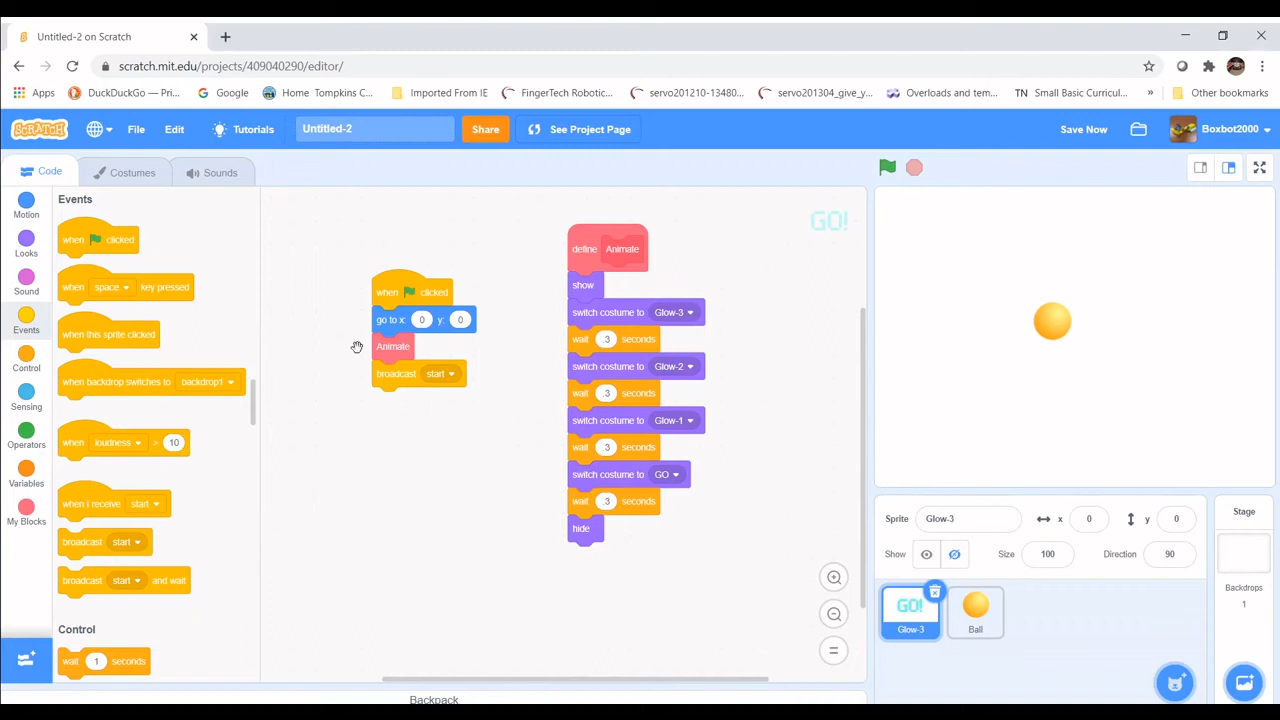 Untitled-2 on Scratch
scratch.mit.edu/projects/409040290/editor/
Apps DuckDuckGo — Pri... Google Home Tompkins C... Imported From IE FingerTech Robotic... servo201210-13480... servo201304_give_y... Overloads and tem... TN Small Basic Curricul... » Other bookmarks
SCRATCH File Edit Tutorials Untitled-2 Share See Project Page Save Now Boxbot2000
Code Costumes Sounds
Motion
Looks
Sound
Events
Control
Sensing
Operators
Variables
My Blocks
Events
when clicked
when space key pressed
when this sprite clicked
when backdrop switches to backdrop1
when loudness > 10
when I receive start
broadcast start
broadcast start and wait
Control
wait 1 seconds
when clicked
go to x: 0 y: 0
Animate
broadcast start
define Animate
show
switch costume to Glow-3
wait .3 seconds
switch costume to Glow-2
wait .3 seconds
switch costume to Glow-1
wait .3 seconds
switch costume to GO
wait .3 seconds
hide
GO!
Sprite Glow-3 x 0 y 0
Show Size 100 Direction 90
GO!
Glow-3
Ball
Stage
Backdrops
1
Backpack